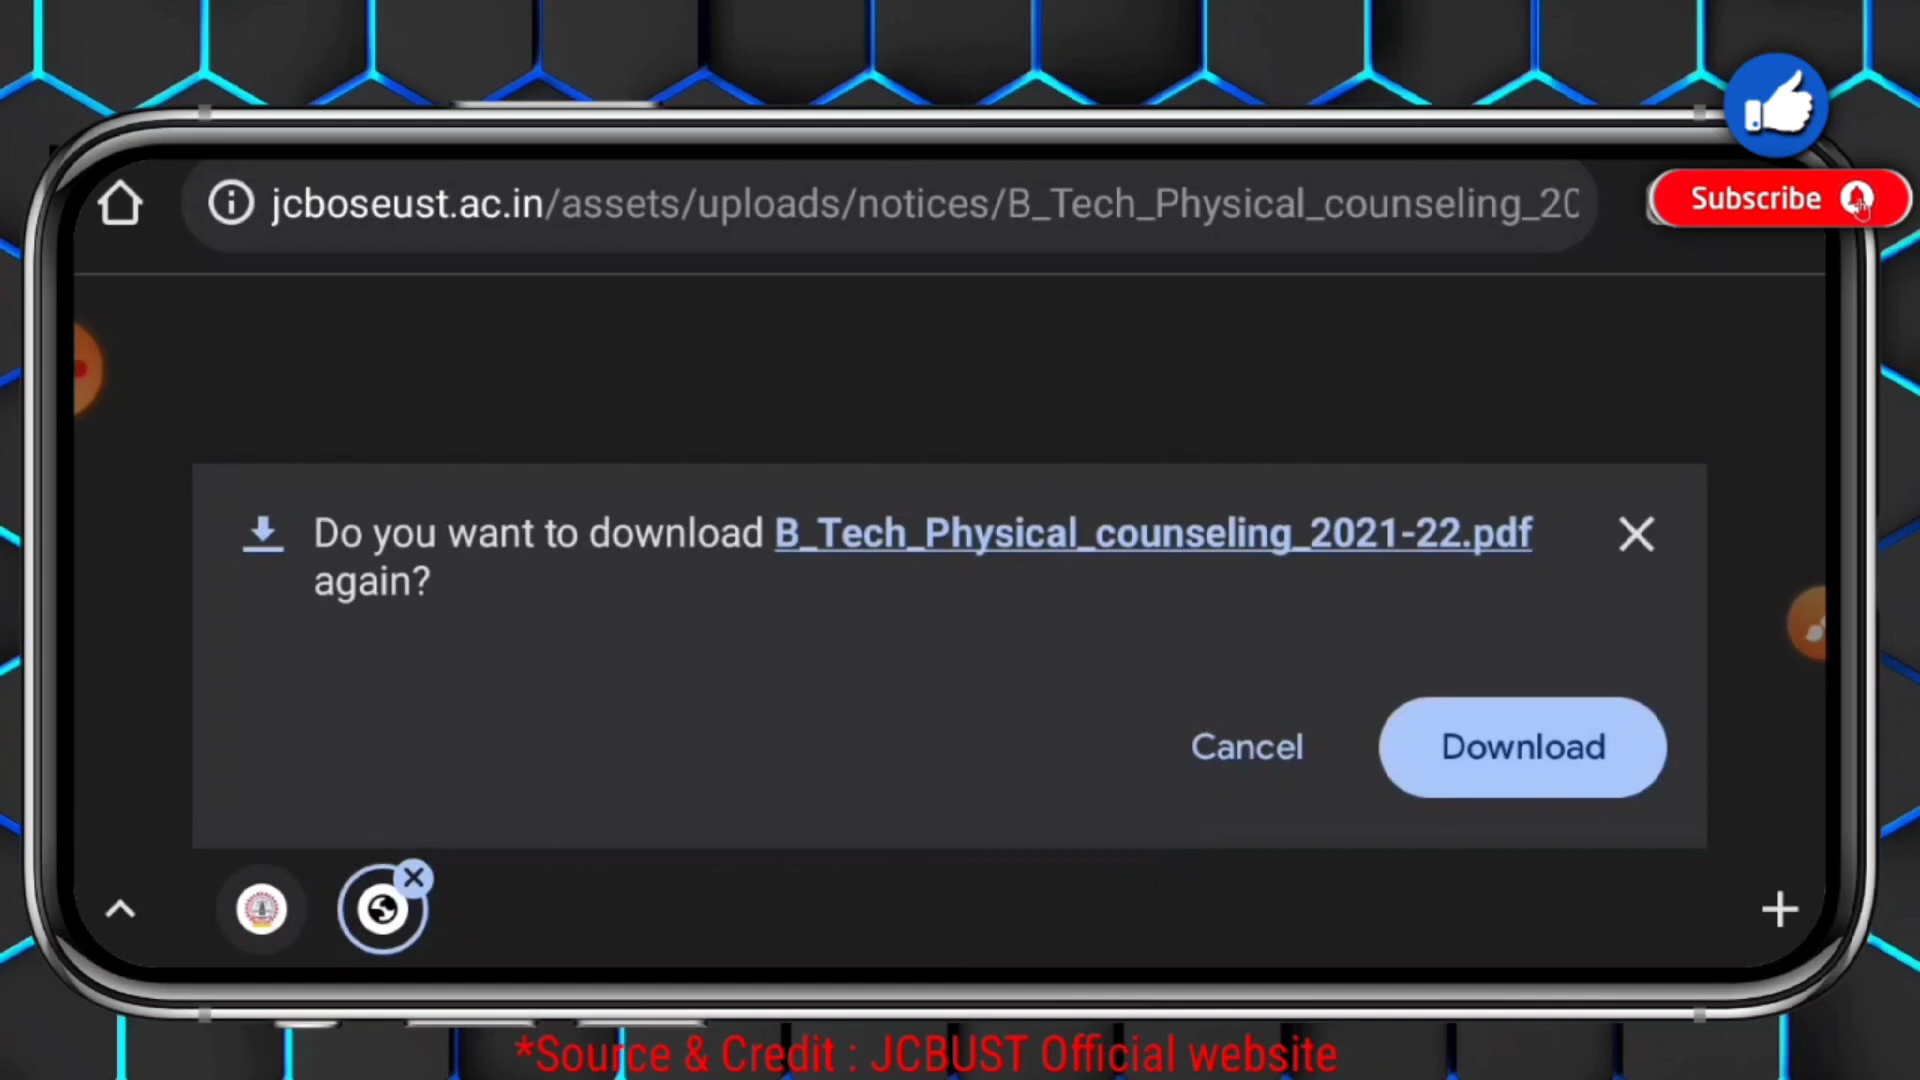 jcboseust.ac.in/assets/uploads/notices/B_Tech_Physical_counseling_20
Subscribe
Do you want to download B_Tech_Physical_counseling_2021-22.pdf
again?
Cancel
Download
*Source & Credit : JCBUST Official website